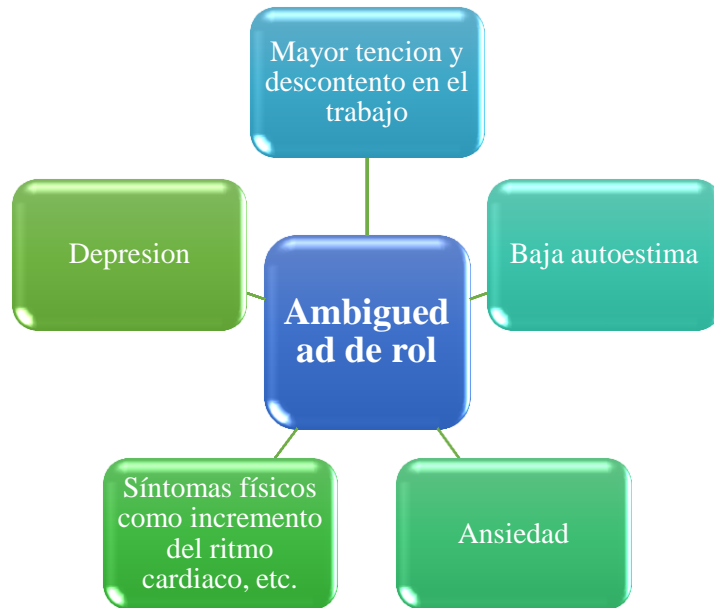 Mayor tencion y
descontento en el
trabajo
Depresion
Baja autoestima
Ambigued
ad de rol
Síntomas físicos
como incremento
del ritmo
cardiaco, etc.
Ansiedad